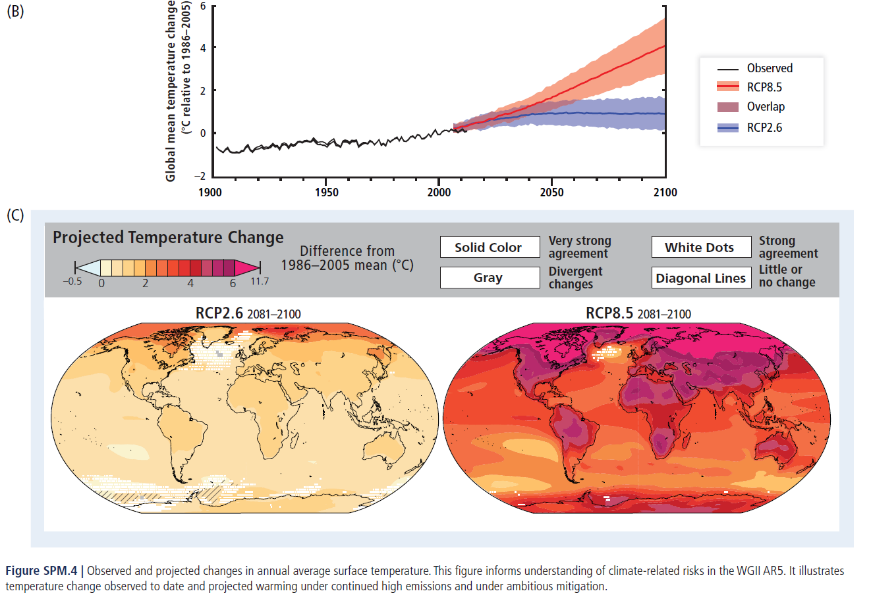 (B)
Global mean temperature change
(°C relative to 1986–2005)
6
4
2
0
−2
1900
1950
2000
2050
2100
Observed
RCP8.5
Overlap
RCP2.6
(C)
Projected Temperature Change
−0.5
0
2
4
6
11.7
Difference from
1986–2005 mean (°C)
Solid Color
Very strong
agreement
White Dots
Strong
agreement
Gray
Divergent
changes
Diagonal Lines
Little or
no change
RCP2.6 2081–2100
RCP8.5 2081–2100
Figure SPM.4 | Observed and projected changes in annual average surface temperature. This figure informs understanding of climate-related risks in the WGII AR5. It illustrates
temperature change observed to date and projected warming under continued high emissions and under ambitious mitigation.